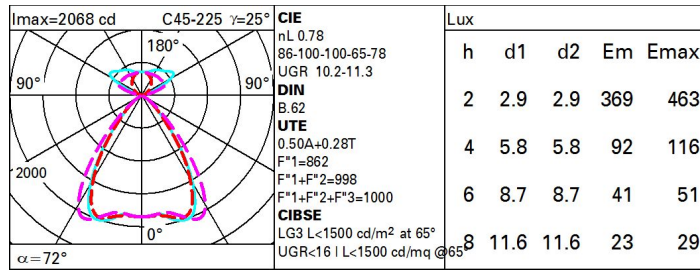 Imax=2068 cd C45-225 γ=25°
180°
90° 90°
2000
0°
α=72°
CIE
nL 0.78
86-100-100-65-78
UGR 10.2-11.3
DIN
B.62
UTE
0.50A+0.28T
F"1=862
F"1+F"2=998
F"1+F"2+F"3=1000
CIBSE
LG3 L<1500 cd/m² at 65°
UGR<16 | L<1500 cd/mq @65°
Lux
h d1 d2 Em Emax
2 2.9 2.9 369 463
4 5.8 5.8 92 116
6 8.7 8.7 41 51
8 11.6 11.6 23 29